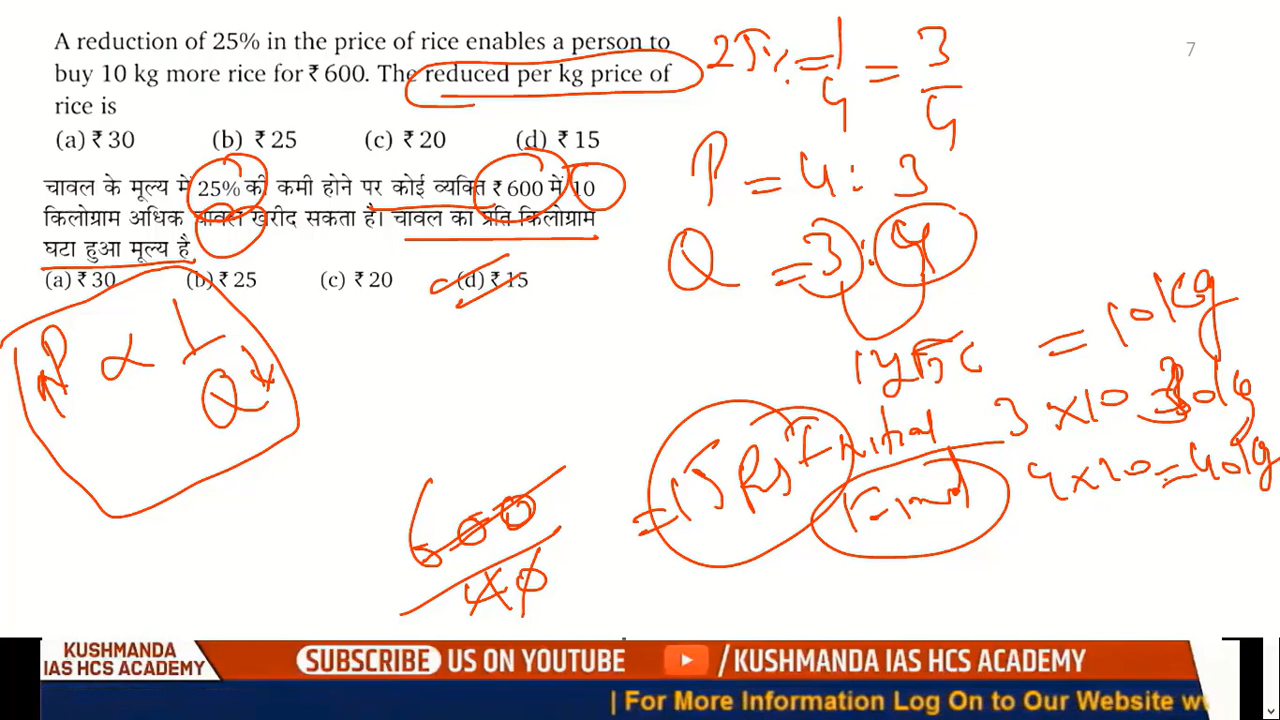 A reduction of 25% in the price of rice enables a person to
buy 10 kg more rice for ₹ 600. The reduced per kg price of
rice is
(a) ₹ 30 (b) ₹ 25 (c) ₹ 20 (d) ₹ 15
चावल के मूल्य में 25% की कमी होने पर कोई व्यक्ति ₹ 600 में 10
किलोग्राम अधिक चावल खरीद सकता है। चावल का प्रति किलोग्राम
घटा हुआ मूल्य है
(a) ₹ 30 (b) ₹ 25 (c) ₹ 20 (d) ₹ 15
7
25% = 1/4 = 3/4
P = 4 : 3
Q = 3 : 4
= 10 kg
Initial 3 × 10 30 kg
Final 4 × 10 = 40 kg
= 15 Rs
P ∝ 1/Q
600/40
KUSHMANDA
IAS HCS ACADEMY
SUBSCRIBE US ON YOUTUBE /KUSHMANDA IAS HCS ACADEMY
| For More Information Log On to Our Website